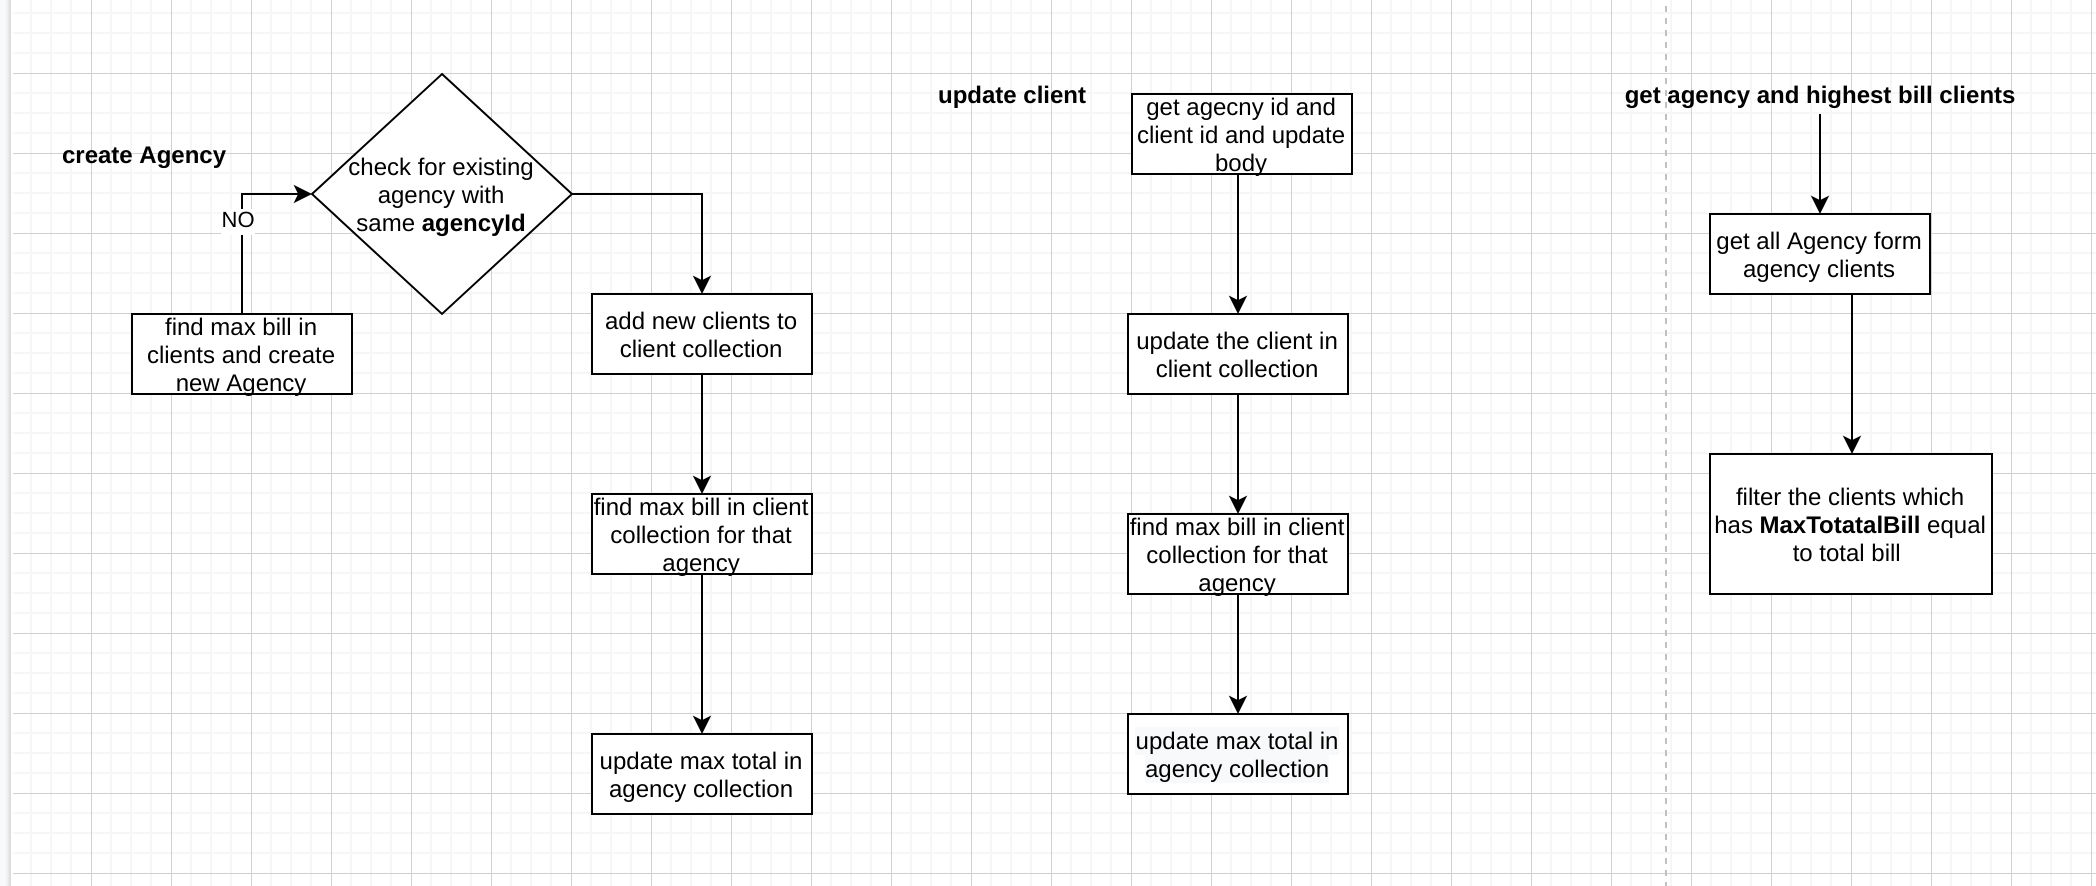 create Agency
check for existing
agency with
same agencyId
NO
find max bill in
clients and create
new Agency
add new clients to
client collection
find max bill in client
collection for that
agency
update max total in
agency collection
update client
get agecny id and
client id and update
body
update the client in
client collection
find max bill in client
collection for that
agency
update max total in
agency collection
get agency and highest bill clients
get all Agency form
agency clients
filter the clients which
has MaxTotatalBill equal
to total bill